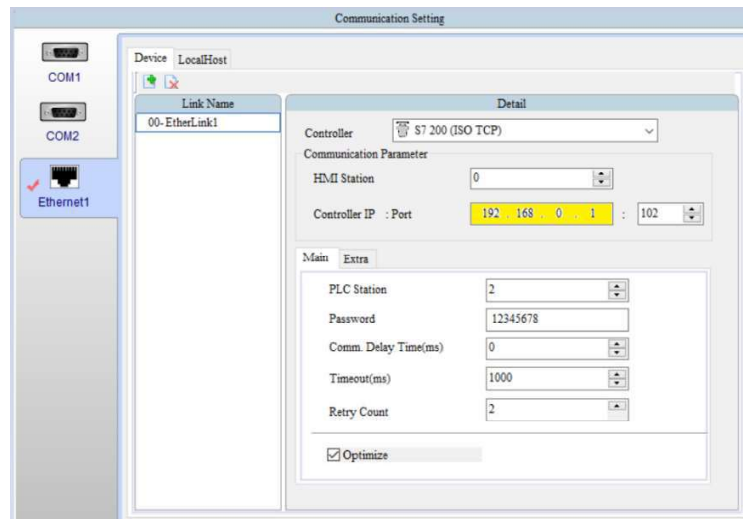 Communication Setting
COM1
COM2
Ethernet1
Device LocalHost
Link Name
00- EtherLink1
Detail
Controller S7 200 (ISO TCP)
Communication Parameter
HMI Station 0
Controller IP : Port 192 . 168 . 0 . 1 : 102
Main Extra
PLC Station 2
Password 12345678
Comm. Delay Time(ms) 0
Timeout(ms) 1000
Retry Count 2
Optimize